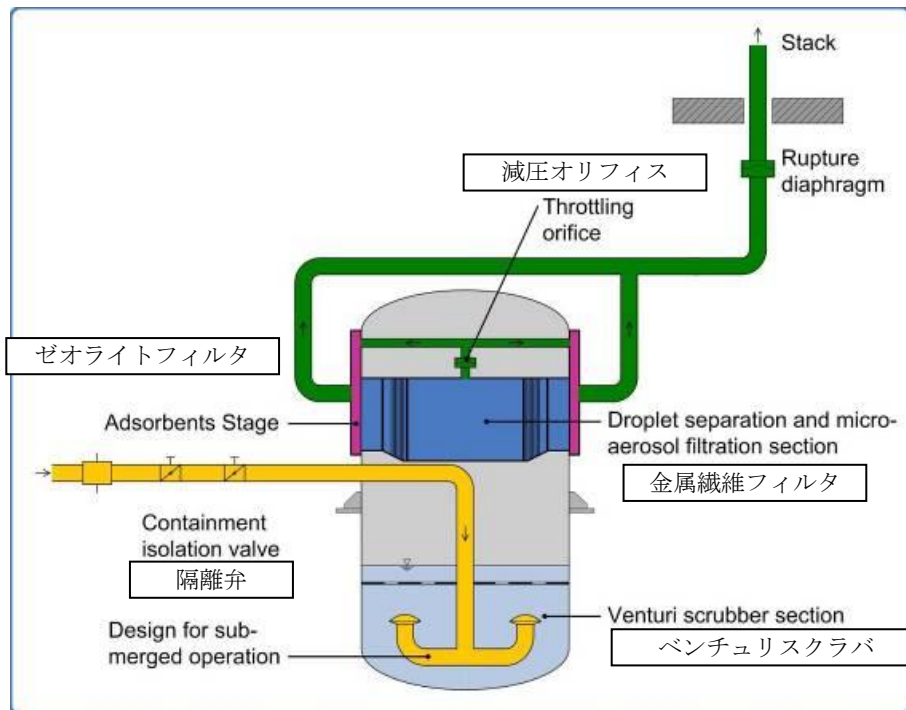 Stack
Rupture
diaphragm
減圧オリフィス
Throttling
orifice
ゼオライトフィルタ
Adsorbents Stage
Droplet separation and micro-
aerosol filtration section
金属繊維フィルタ
Containment
isolation valve
隔離弁
Design for sub-
merged operation
Venturi scrubber section
ベンチュリスクラバ